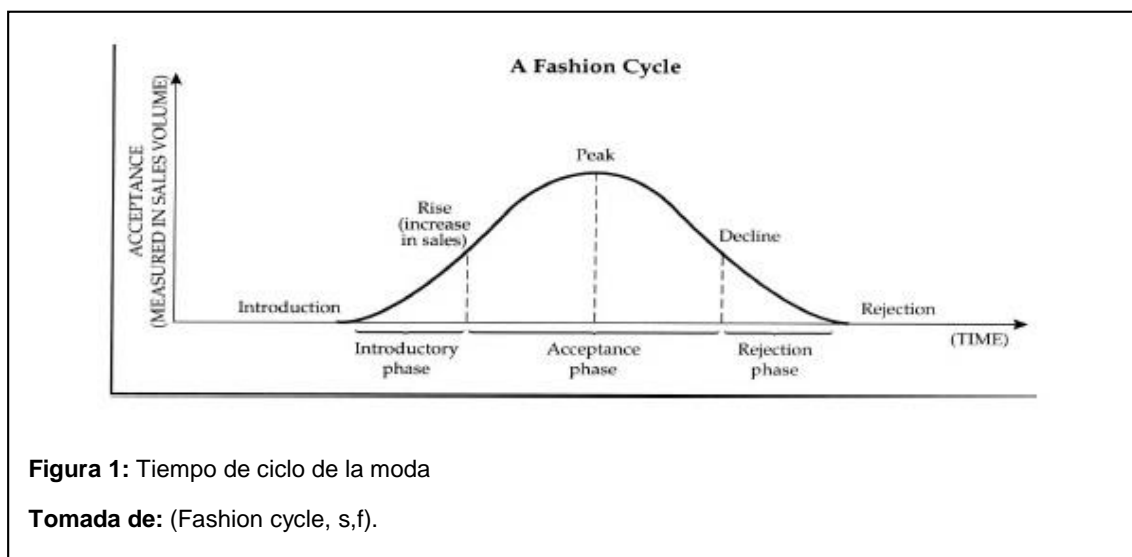 A Fashion Cycle
ACCEPTANCE
(MEASURED IN SALES VOLUME)
Peak
Rise
(increase
in sales)
Decline
Introduction
Rejection
(TIME)
Introductory
phase
Acceptance
phase
Rejection
phase
Figura 1: Tiempo de ciclo de la moda
Tomada de: (Fashion cycle, s,f).